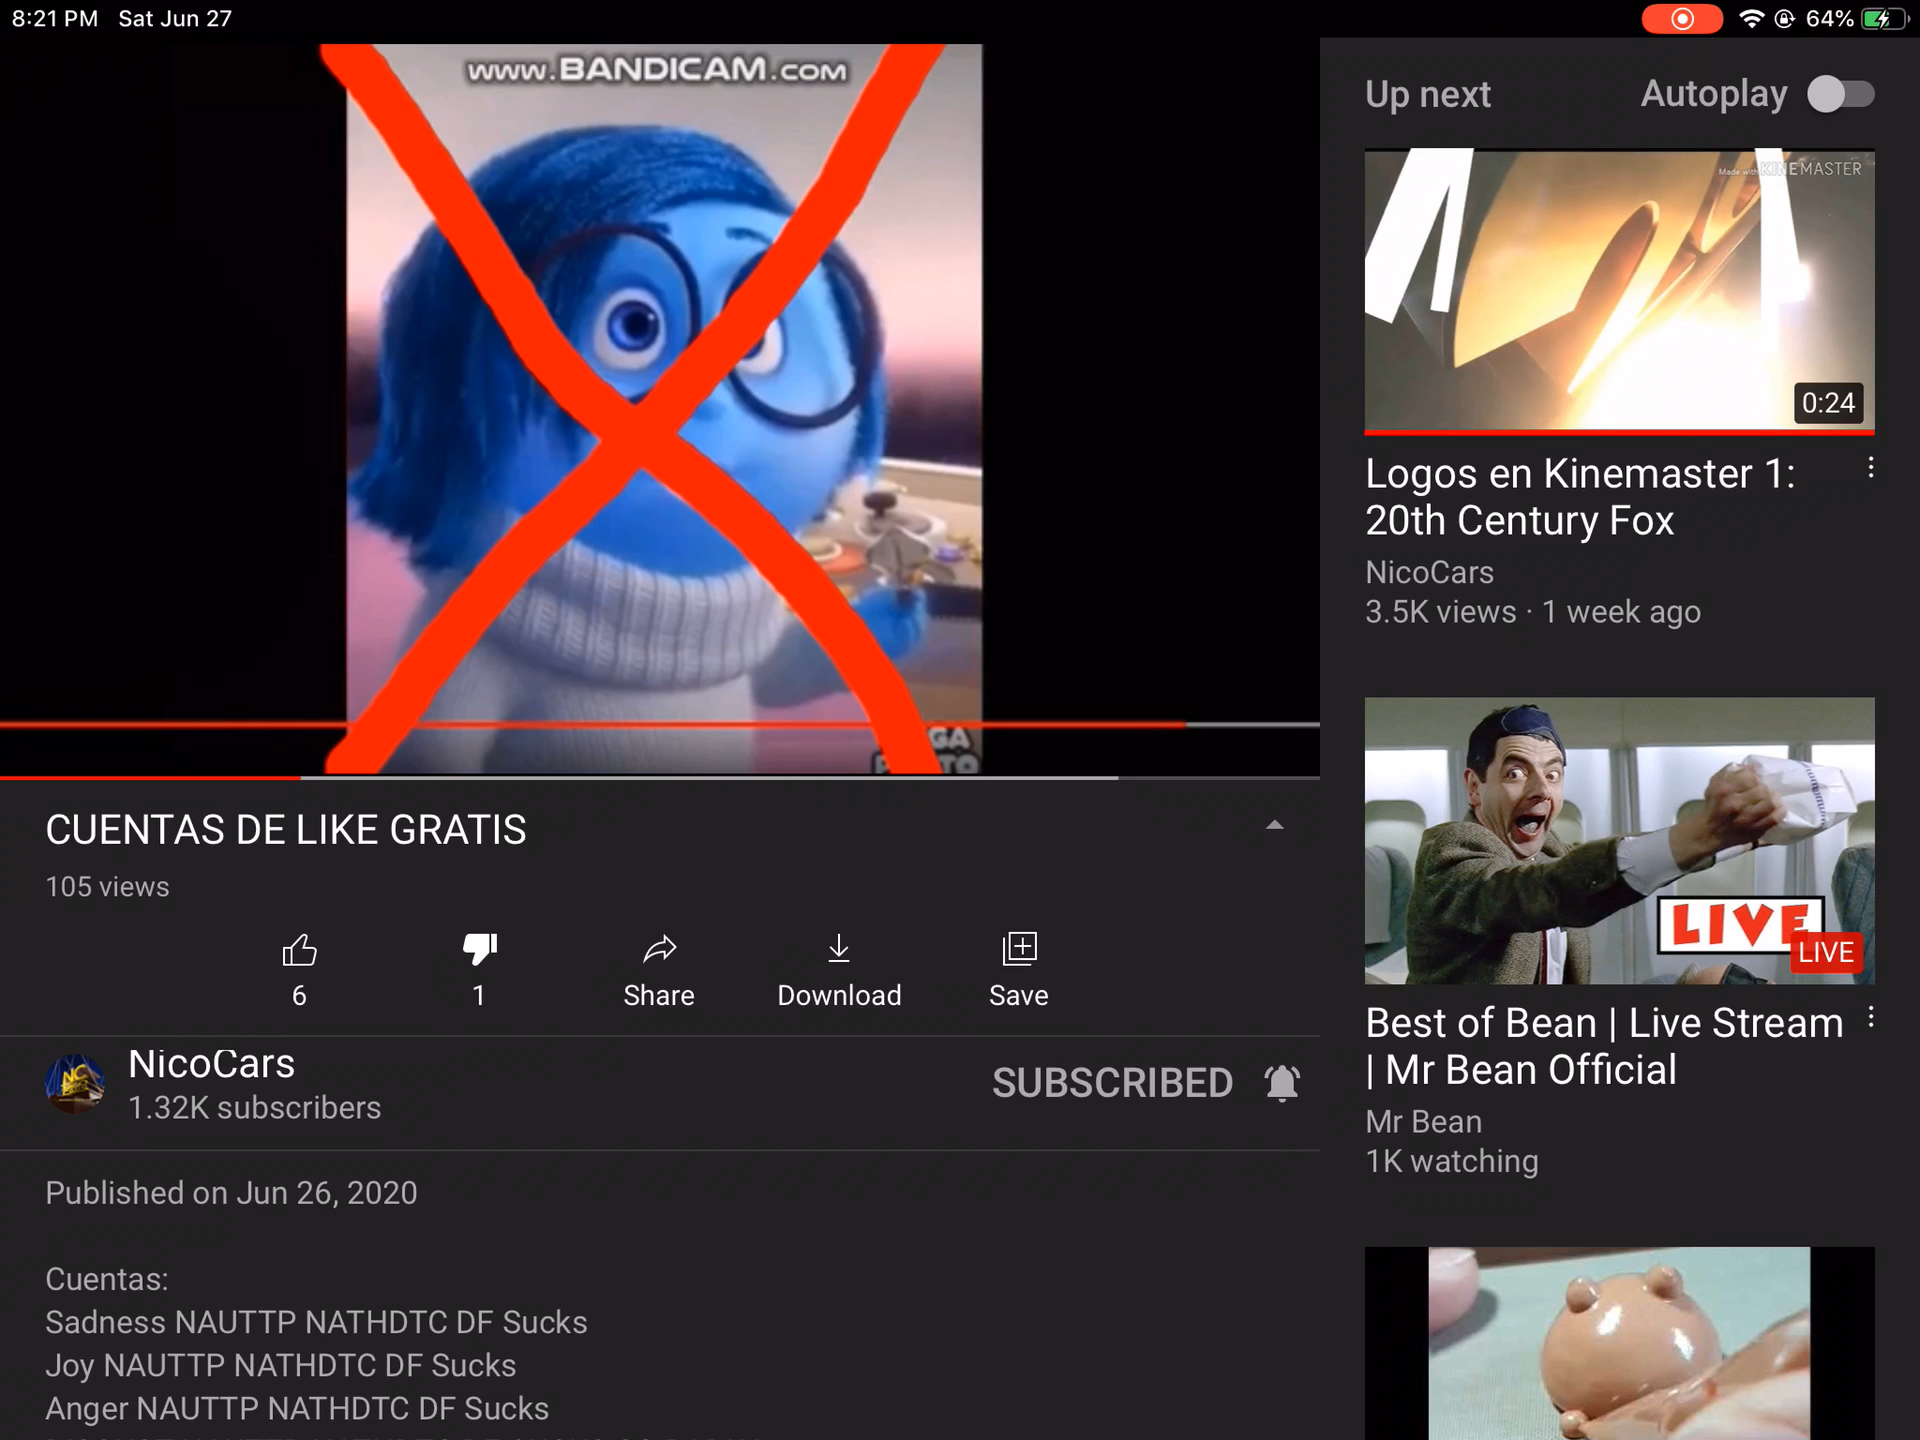 8:21 PM Sat Jun 27
64%
www.BANDICAM.COM
CUENTAS DE LIKE GRATIS
105 views
6
1
Share
Download
Save
NicoCars
1.32K subscribers
SUBSCRIBED
Published on Jun 26, 2020
Cuentas:
Sadness NAUTTP NATHDTC DF Sucks
Joy NAUTTP NATHDTC DF Sucks
Anger NAUTTP NATHDTC DF Sucks
Up next
Autoplay
Made with KINEMASTER
0:24
Logos en Kinemaster 1:
20th Century Fox
NicoCars
3.5K views · 1 week ago
LIVE
LIVE
Best of Bean | Live Stream
| Mr Bean Official
Mr Bean
1K watching